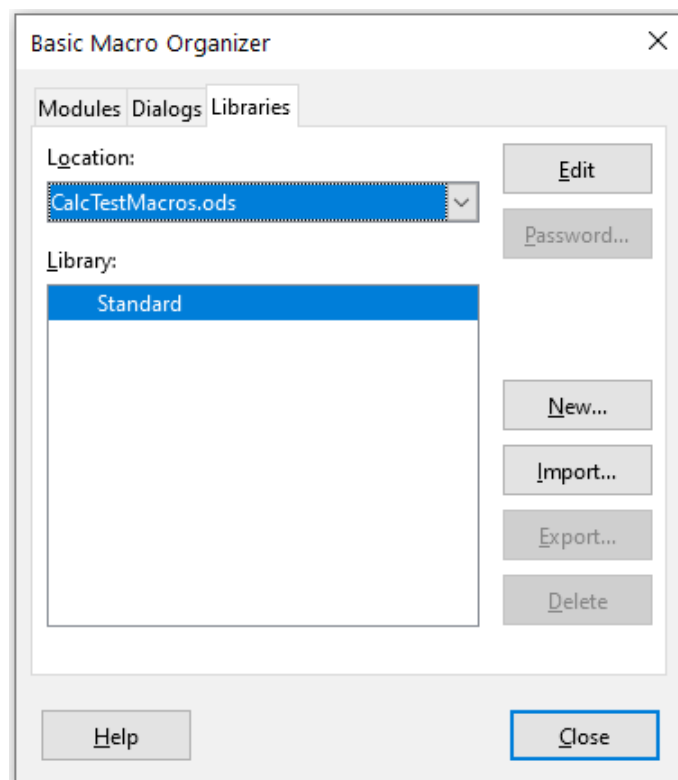 Basic Macro Organizer
Modules Dialogs Libraries
Location:
Edit
CalcTestMacros.ods
Password...
Library:
Standard
New...
Import...
Export...
Delete
Help
Close